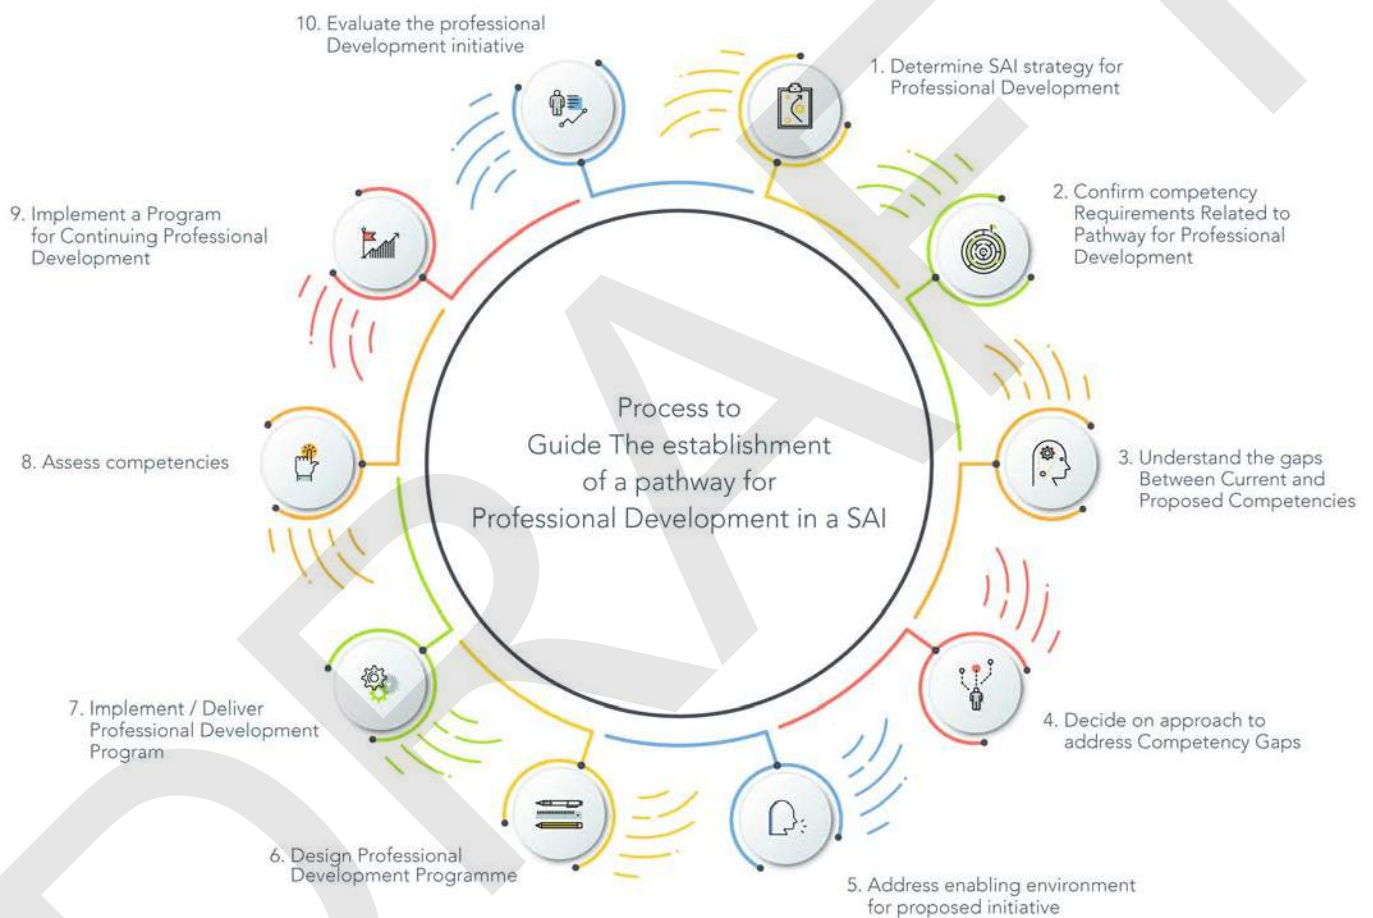 10. Evaluate the professional
Development initiative
1. Determine SAI strategy for
Professional Development
2. Confirm competency
Requirements Related to
Pathway for Professional
Development
3. Understand the gaps
Between Current and
Proposed Competencies
4. Decide on approach to
address Competency Gaps
5. Address enabling environment
for proposed initiative
6. Design Professional
Development Programme
7. Implement / Deliver
Professional Development
Program
8. Assess competencies
9. Implement a Program
for Continuing Professional
Development
Process to
Guide The establishment
of a pathway for
Professional Development in a SAI
DRAFT